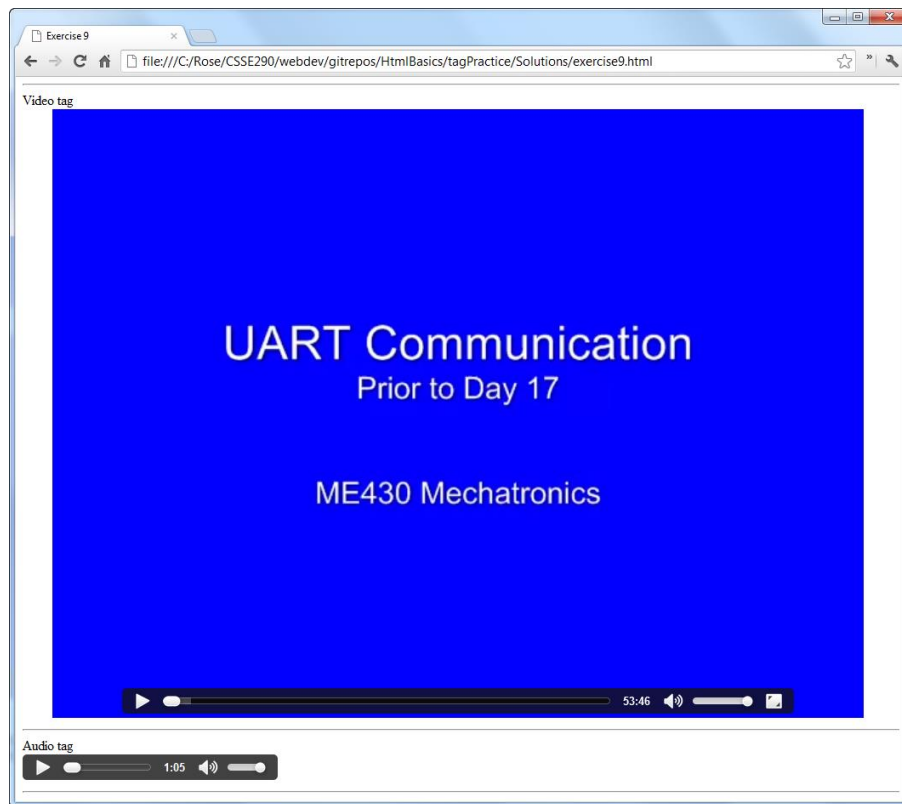 Exercise 9
file:///C:/Rose/CSSE290/webdev/gitrepos/HtmlBasics/tagPractice/Solutions/exercise9.html
Video tag
UART Communication
Prior to Day 17
ME430 Mechatronics
53:46
Audio tag
1:05